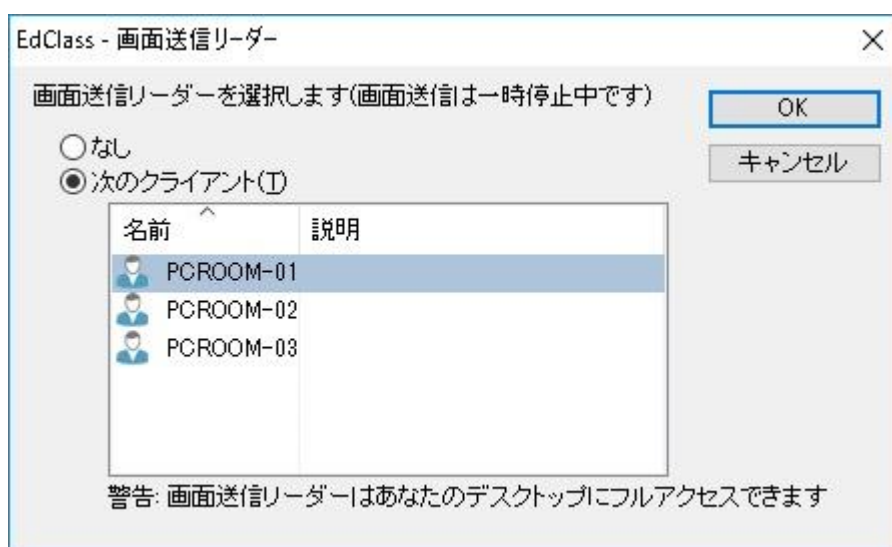 EdClass - 画面送信リーダー
画面送信リーダーを選択します(画面送信は一時停止中です)
OK
キャンセル
なし
次のクライアント(T)
名前 説明
PCROOM-01
PCROOM-02
PCROOM-03
警告: 画面送信リーダーはあなたのデスクトップにフルアクセスできます